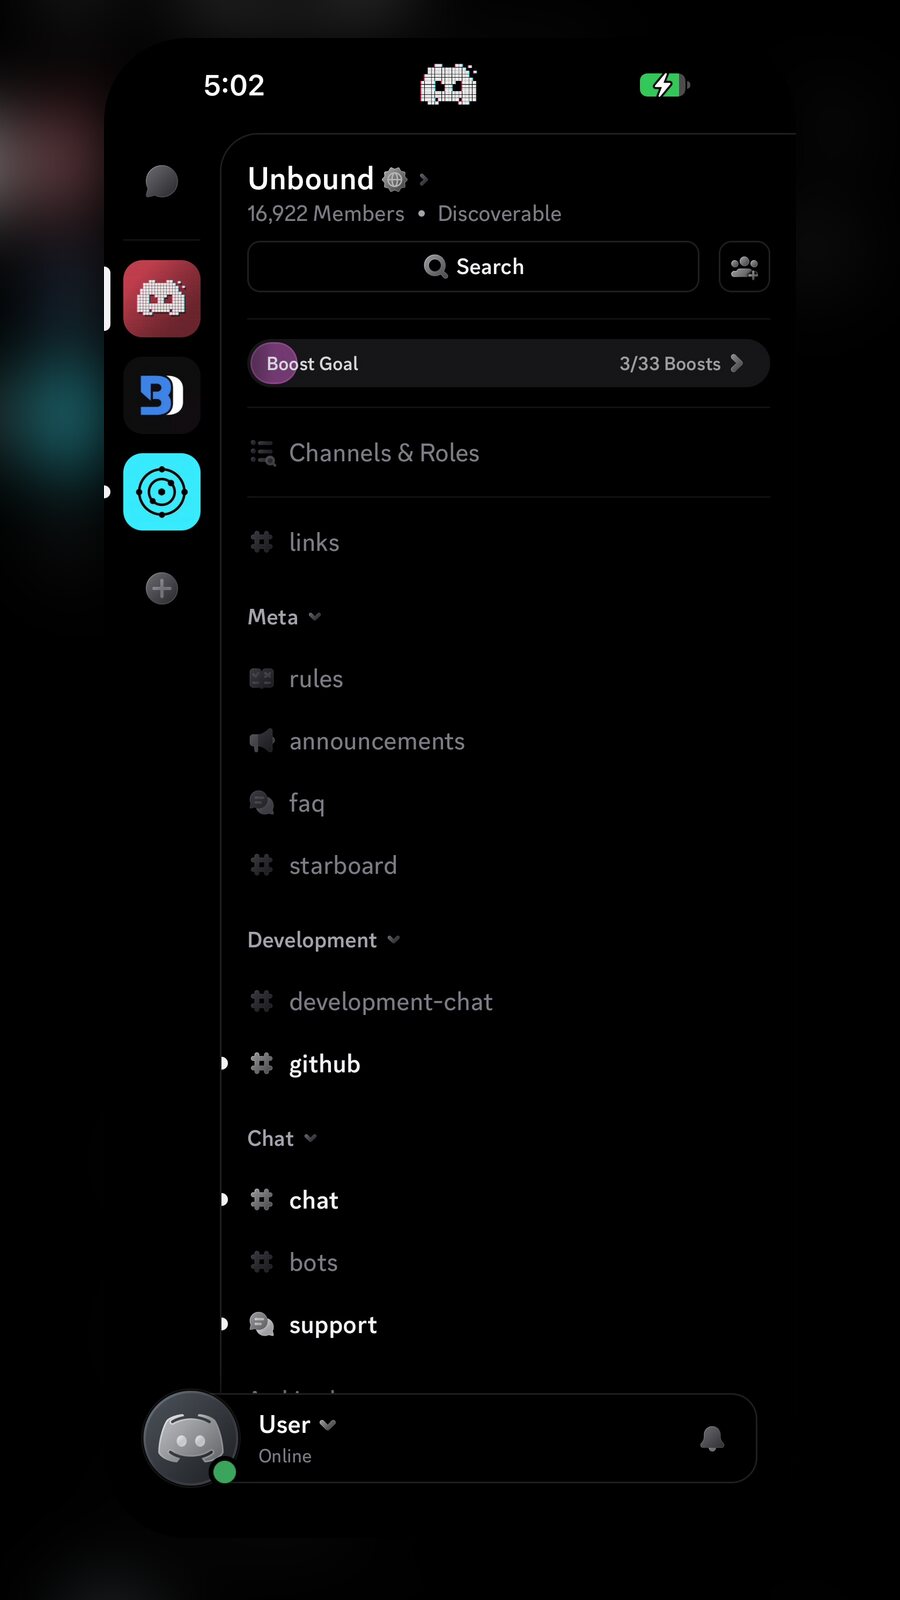 5:02
Unbound
16,922 Members • Discoverable
Search
Boost Goal
3/33 Boosts
Channels & Roles
links
Meta
rules
announcements
faq
starboard
Development
development-chat
github
Chat
chat
bots
support
User
Online